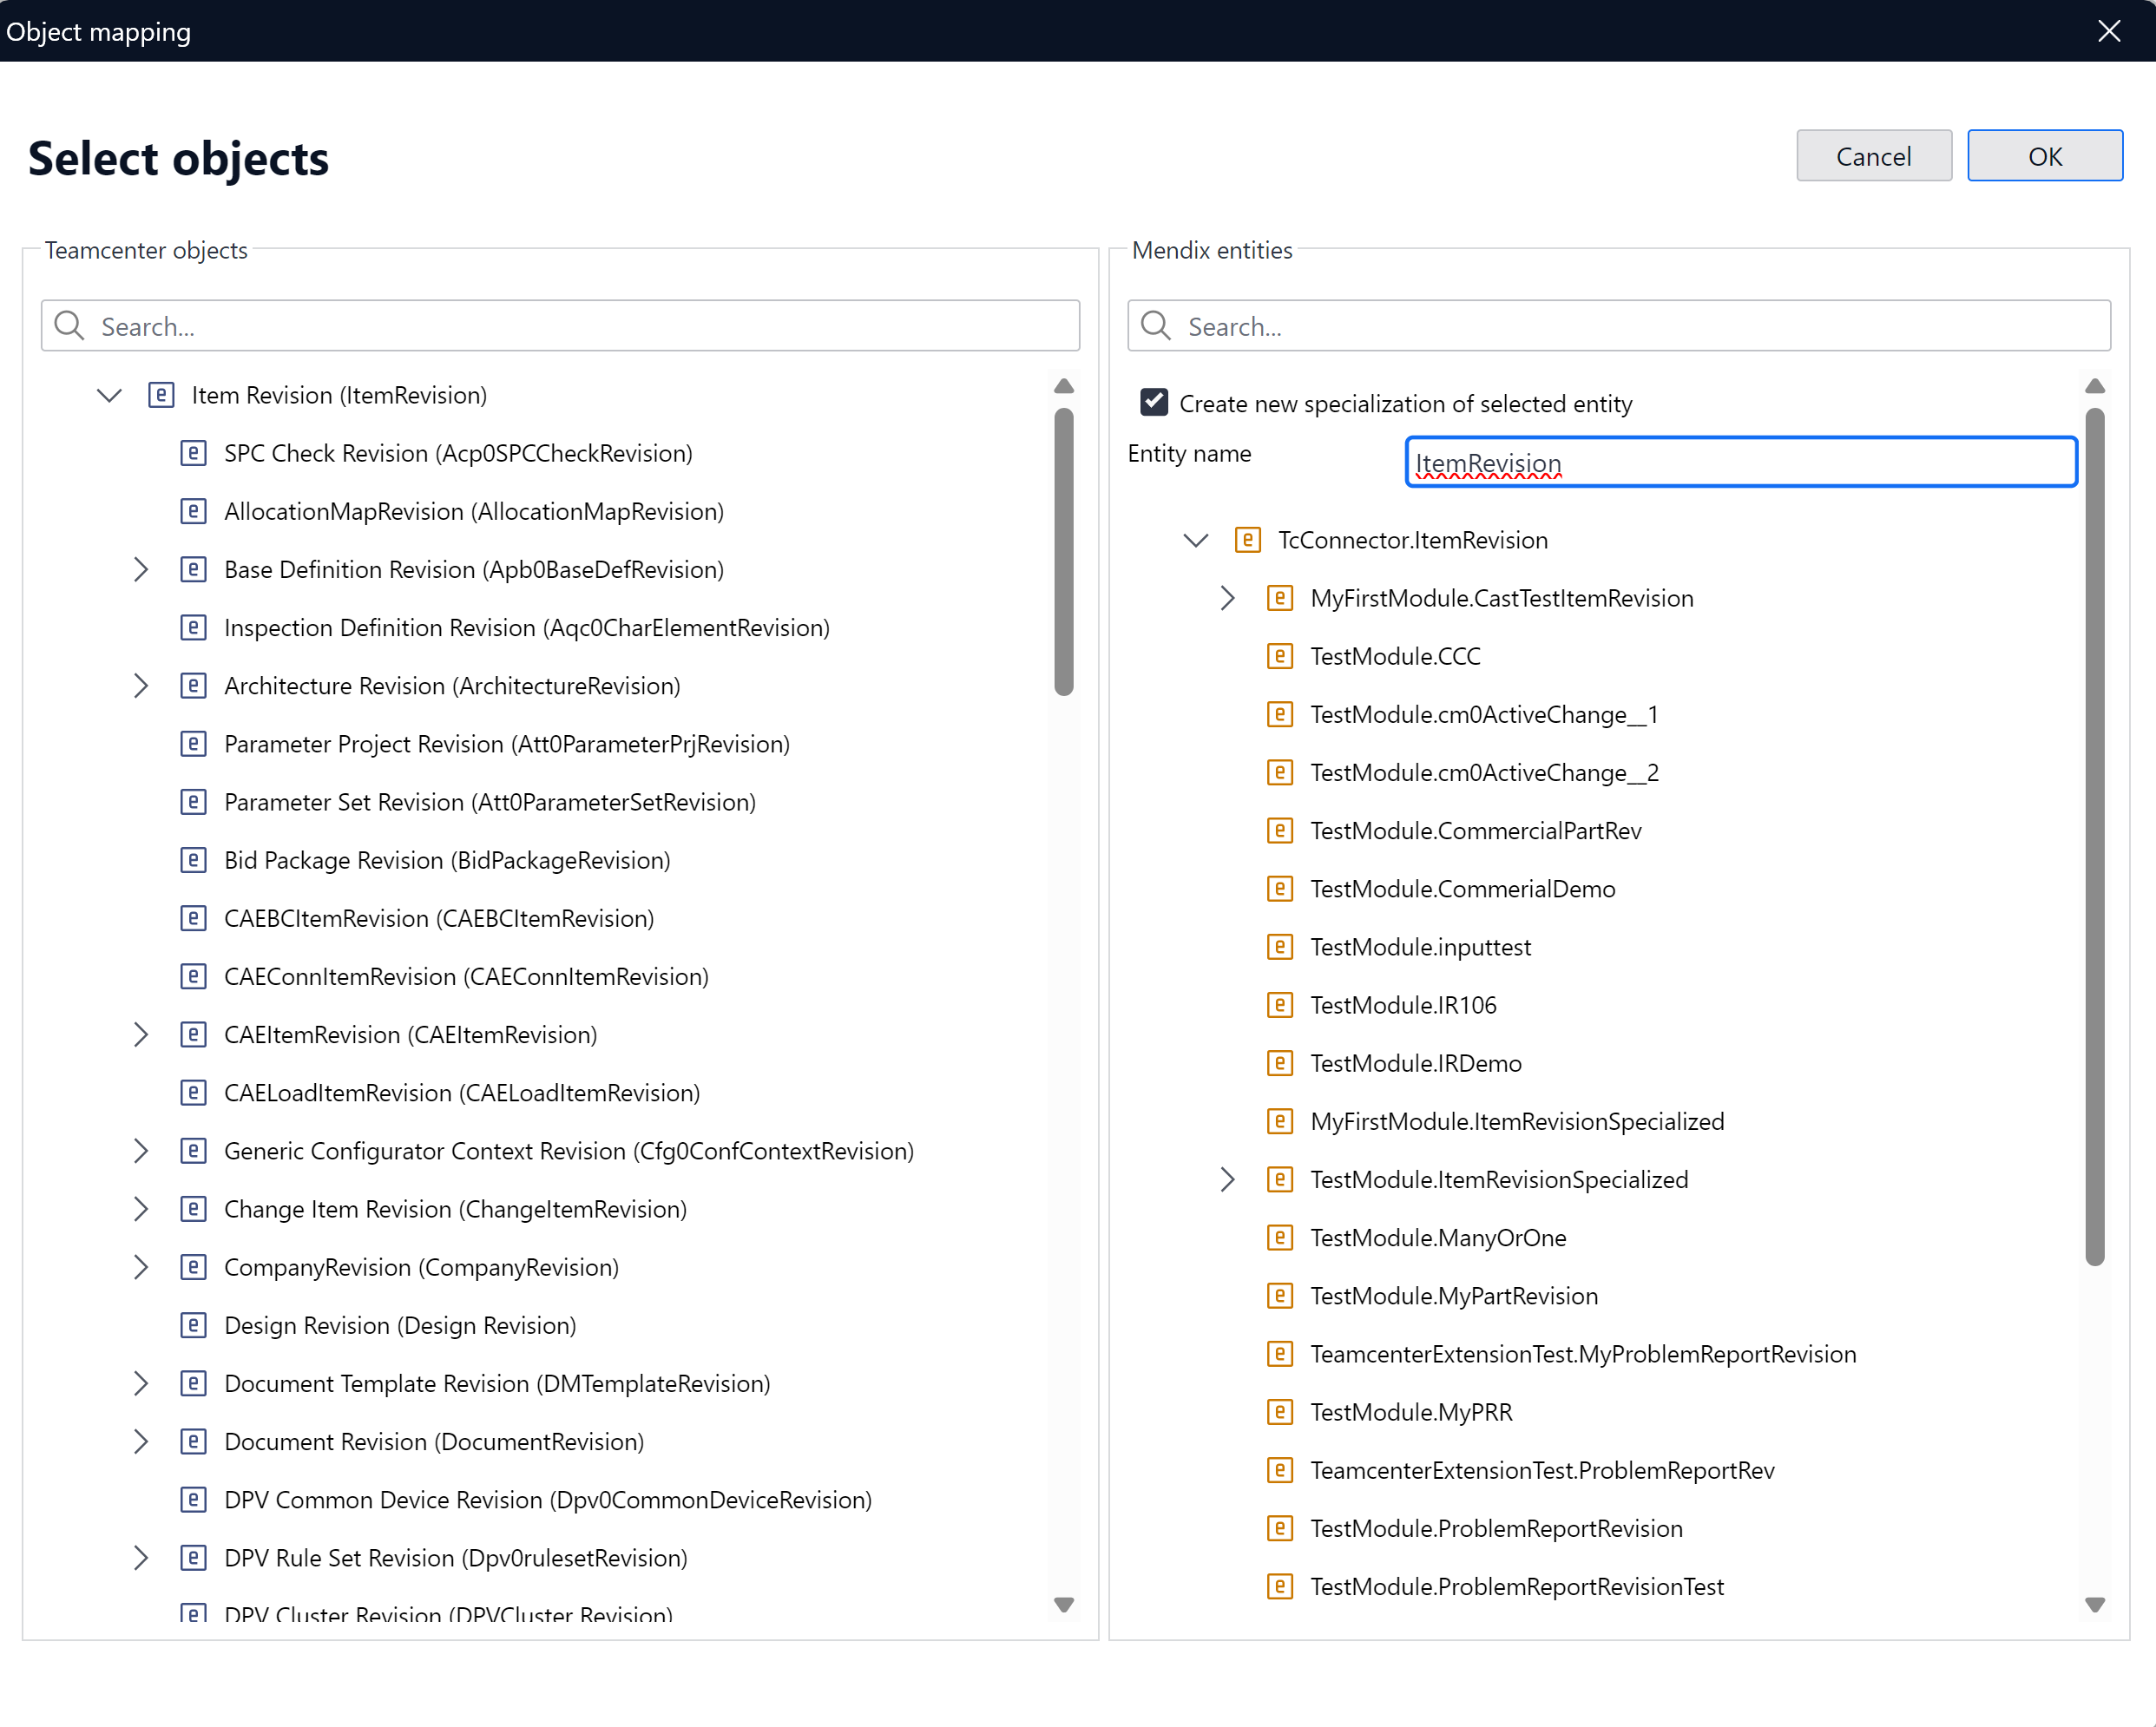 Object mapping
Select objects
Cancel
OK
Teamcenter objects
Search...
Item Revision (ItemRevision)
SPC Check Revision (Acp0SPCCheckRevision)
AllocationMapRevision (AllocationMapRevision)
Base Definition Revision (Apb0BaseDefRevision)
Inspection Definition Revision (Aqc0CharElementRevision)
Architecture Revision (ArchitectureRevision)
Parameter Project Revision (Att0ParameterPrjRevision)
Parameter Set Revision (Att0ParameterSetRevision)
Bid Package Revision (BidPackageRevision)
CAEBCItemRevision (CAEBCItemRevision)
CAEConnItemRevision (CAEConnItemRevision)
CAEItemRevision (CAEItemRevision)
CAELoadItemRevision (CAELoadItemRevision)
Generic Configurator Context Revision (Cfg0ConfContextRevision)
Change Item Revision (ChangeItemRevision)
CompanyRevision (CompanyRevision)
Design Revision (Design Revision)
Document Template Revision (DMTemplateRevision)
Document Revision (DocumentRevision)
DPV Common Device Revision (Dpv0CommonDeviceRevision)
DPV Rule Set Revision (Dpv0rulesetRevision)
DPV Cluster Revision (DPVCluster Revision)
Mendix entities
Search...
Create new specialization of selected entity
Entity name
ItemRevision
TcConnector.ItemRevision
MyFirstModule.CastTestItemRevision
TestModule.CCC
TestModule.cm0ActiveChange__1
TestModule.cm0ActiveChange__2
TestModule.CommercialPartRev
TestModule.CommerialDemo
TestModule.inputtest
TestModule.IR106
TestModule.IRDemo
MyFirstModule.ItemRevisionSpecialized
TestModule.ItemRevisionSpecialized
TestModule.ManyOrOne
TestModule.MyPartRevision
TeamcenterExtensionTest.MyProblemReportRevision
TestModule.MyPRR
TeamcenterExtensionTest.ProblemReportRev
TestModule.ProblemReportRevision
TestModule.ProblemReportRevisionTest